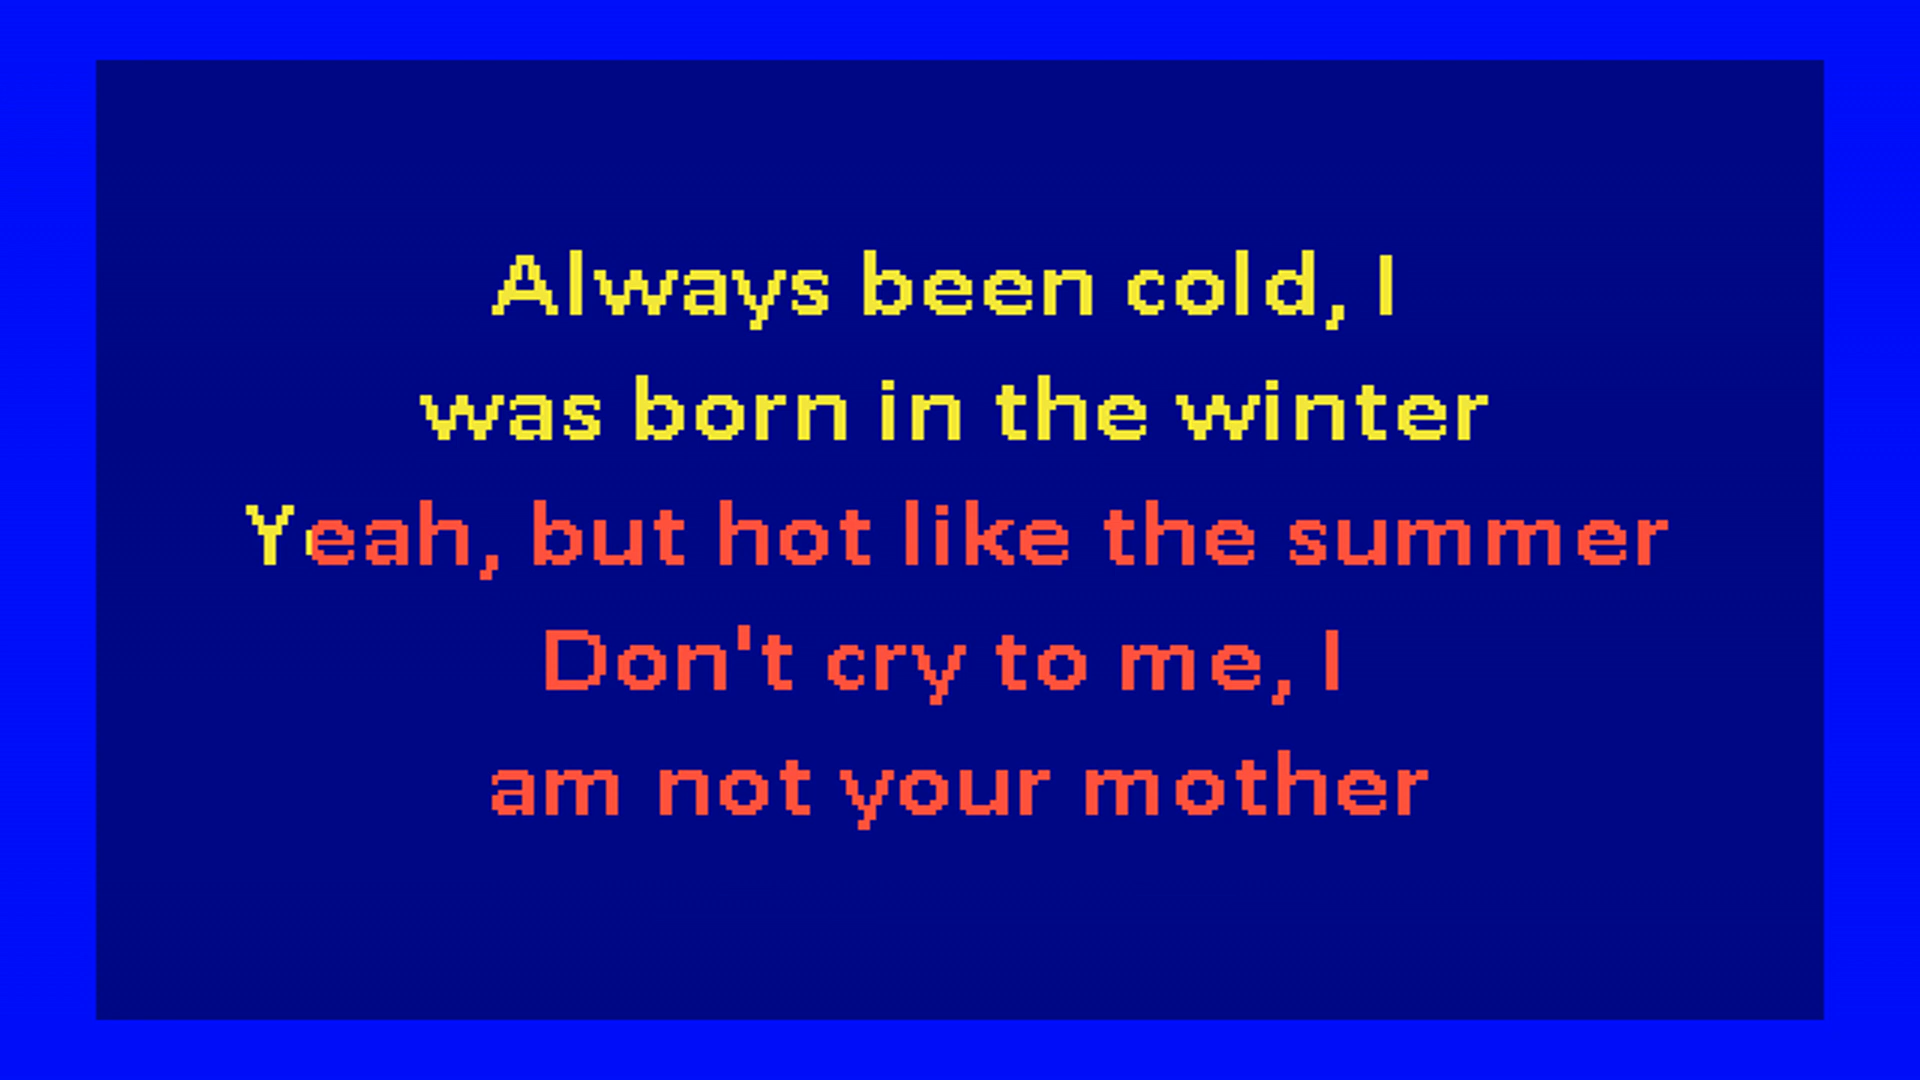 Always been cold, I
was born in the winter
Yeah, but hot like the summer
Don't cry to me, I
am not your mother